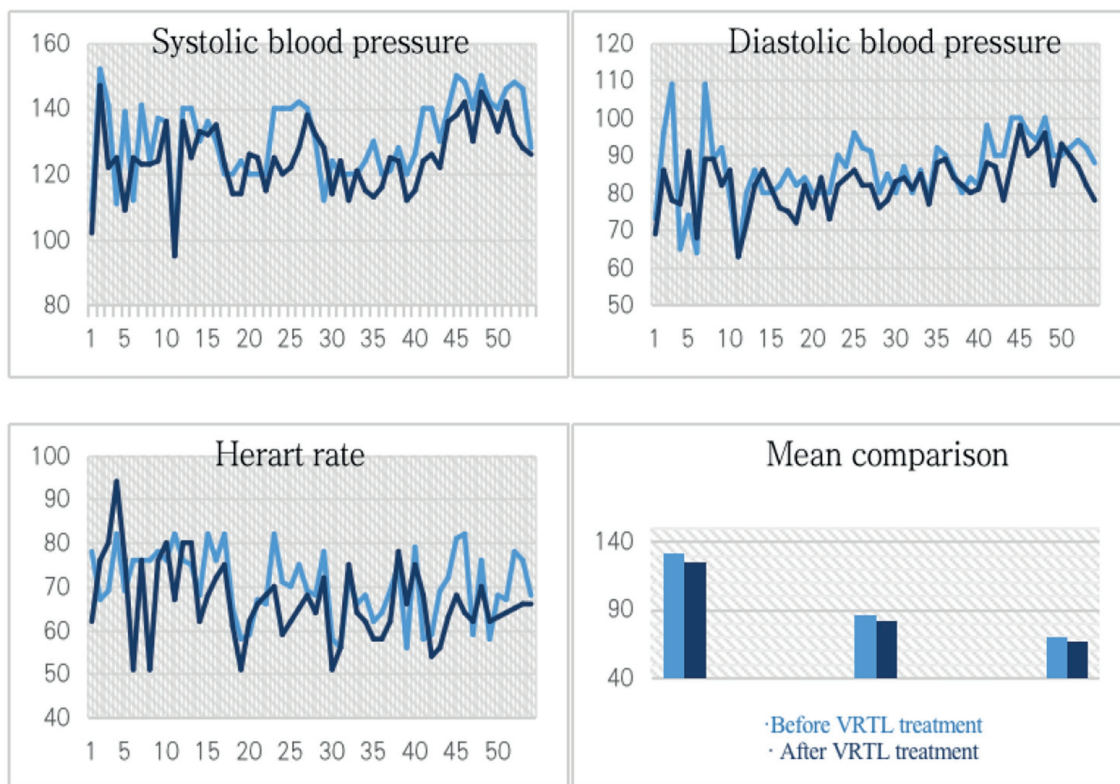 Systolic blood pressure
160
140
120
100
80
1 5 10 15 20 25 30 35 40 45 50
Diastolic blood pressure
120
110
100
90
80
70
60
50
1 5 10 15 20 25 30 35 40 45 50
Herart rate
100
90
80
70
60
50
40
1 5 10 15 20 25 30 35 40 45 50
Mean comparison
140
90
40
·Before VRTL treatment
· After VRTL treatment